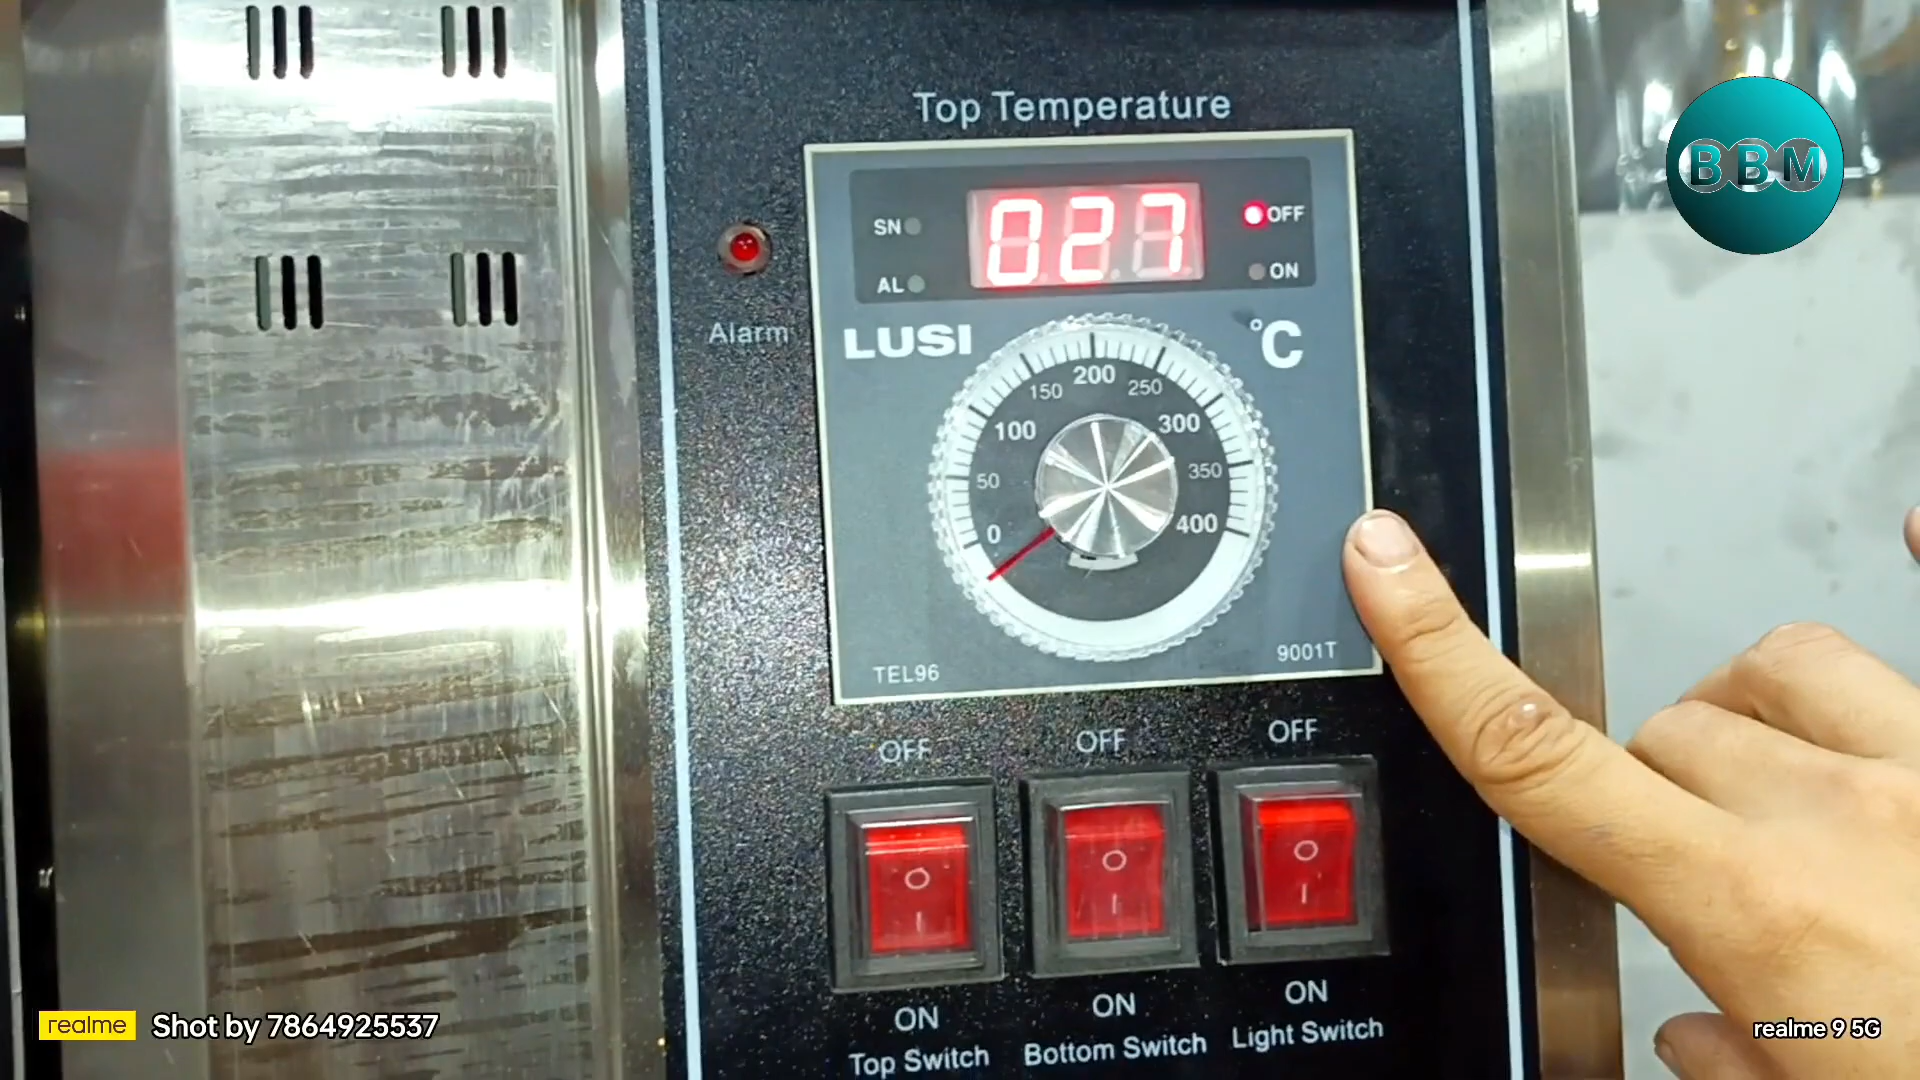 Top Temperature
BBM
SN
027
OFF
AL
ON
Alarm
LUSI
°C
0
50
100
150
200
250
300
350
400
TEL96
9001T
OFF
OFF
OFF
ON
ON
ON
Top Switch
Bottom Switch
Light Switch
realme
Shot by 7864925537
realme 9 5G